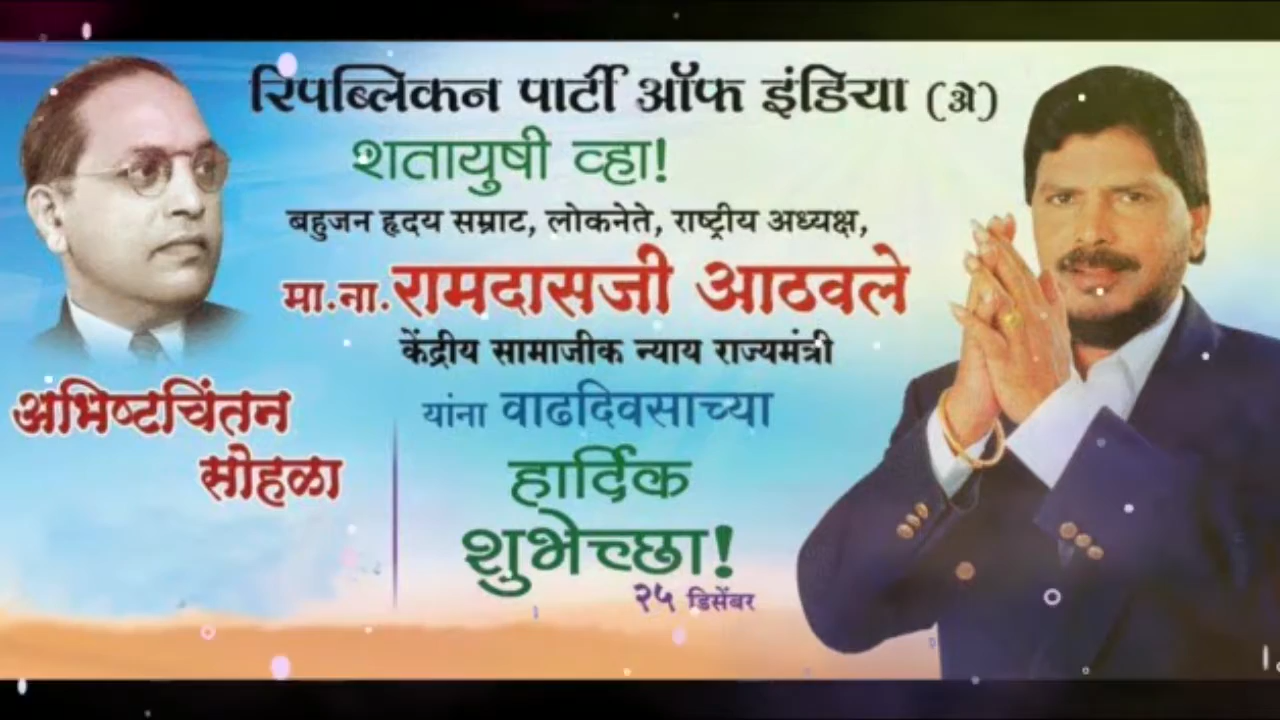 रिपब्लिकन पार्टी ऑफ इंडिया (अे)
शतायुषी व्हा!
बहुजन हृदय सम्राट, लोकनेते, राष्ट्रीय अध्यक्ष,
मा.ना. रामदासजी आठवले
केंद्रीय सामाजीक न्याय राज्यमंत्री
यांना वाढदिवसाच्या
हार्दिक
शुभेच्छा!
२५ डिसेंबर
अभिष्टचिंतन
सोहळा